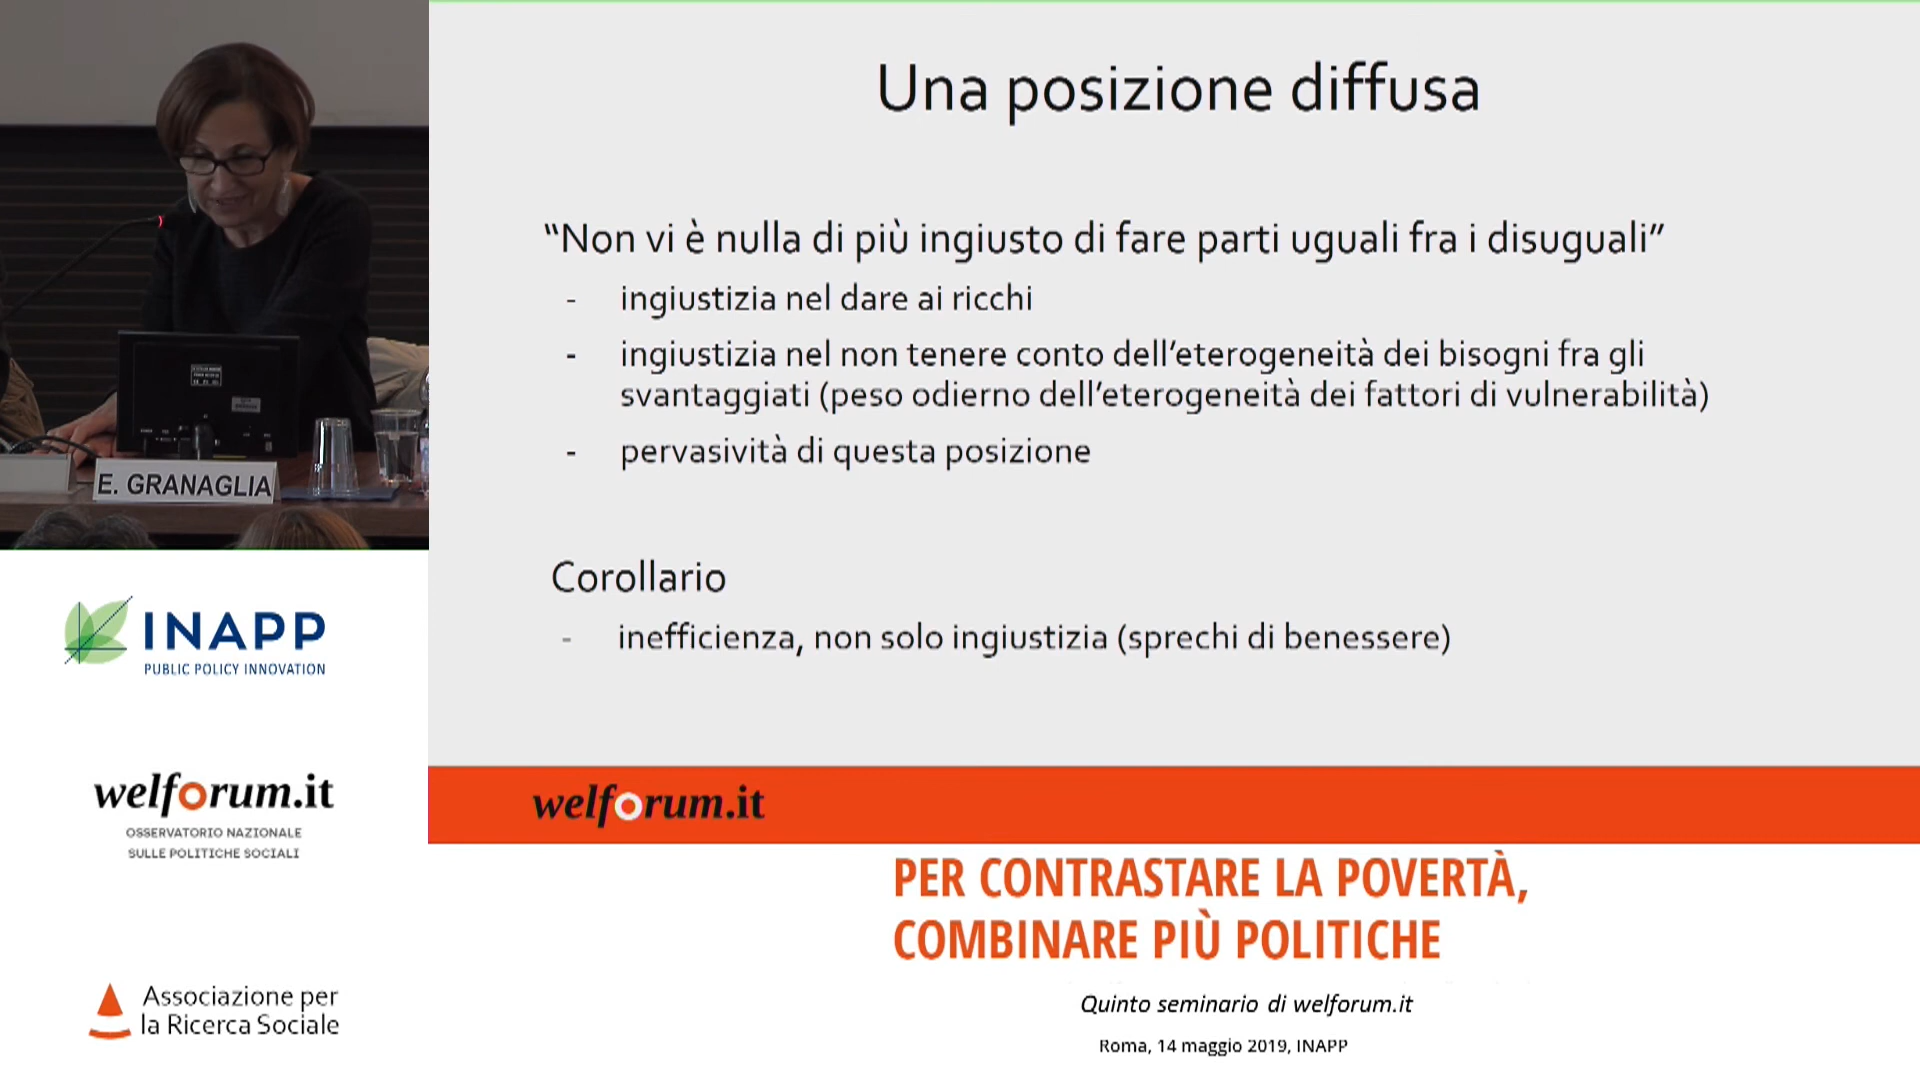 Una posizione diffusa
“Non vi è nulla di più ingiusto di fare parti uguali fra i disuguali”
- ingiustizia nel dare ai ricchi
- ingiustizia nel non tenere conto dell’eterogeneità dei bisogni fra gli
svantaggiati (peso odierno dell’eterogeneità dei fattori di vulnerabilità)
- pervasività di questa posizione
Corollario
- inefficienza, non solo ingiustizia (sprechi di benessere)
welforum.it
E. GRANAGLIA
INAPP
PUBLIC POLICY INNOVATION
welforum.it
OSSERVATORIO NAZIONALE
SULLE POLITICHE SOCIALI
Associazione per
la Ricerca Sociale
PER CONTRASTARE LA POVERTÀ,
COMBINARE PIÙ POLITICHE
Quinto seminario di welforum.it
Roma, 14 maggio 2019, INAPP